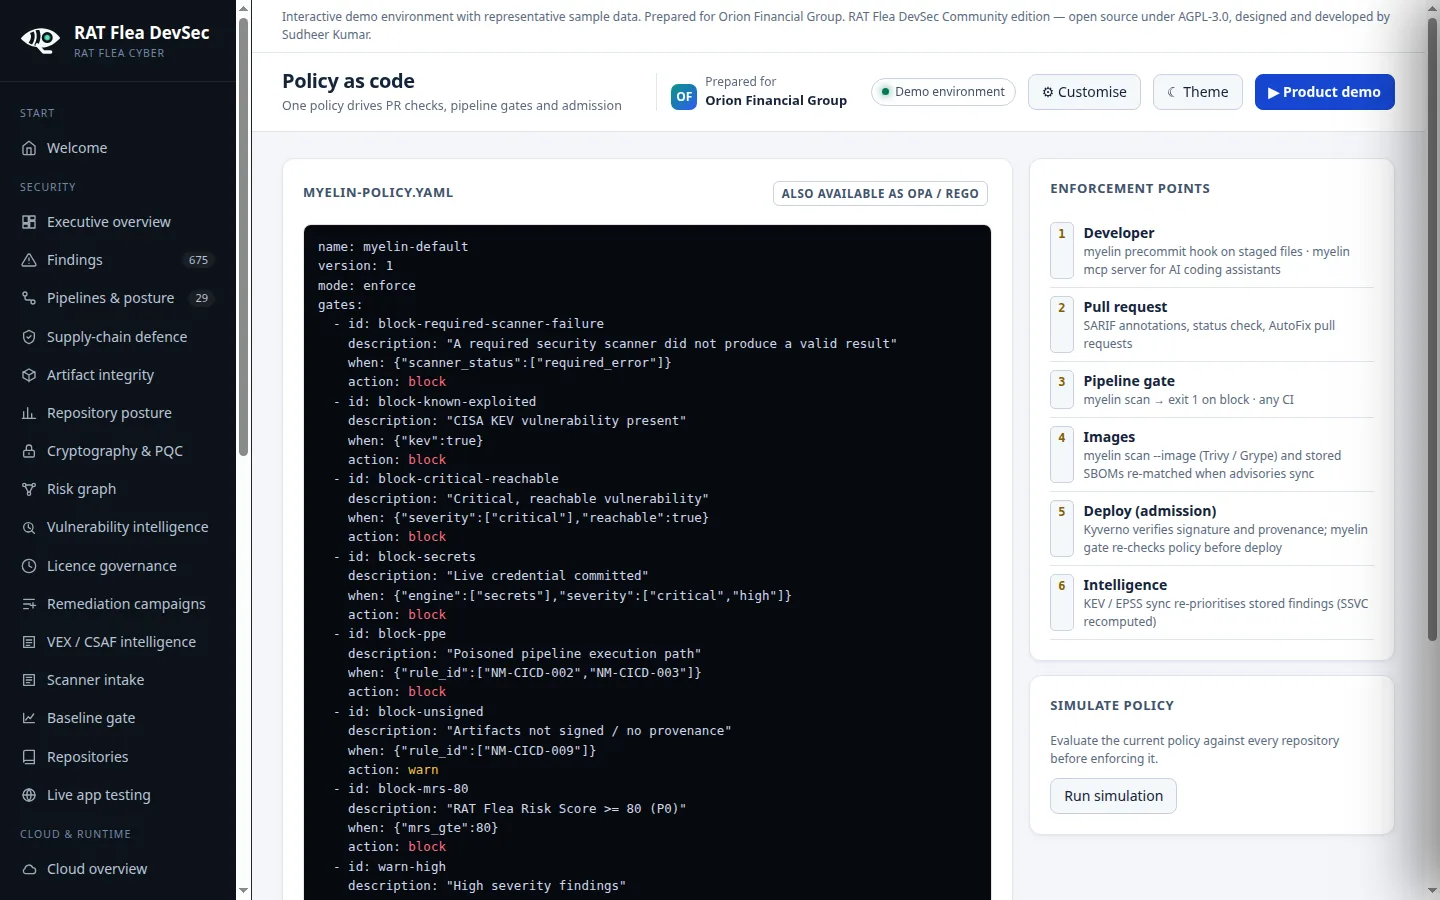 RAT Flea DevSec
RAT FLEA CYBER
START
Welcome
SECURITY
Executive overview
Findings 675
Pipelines & posture 29
Supply-chain defence
Artifact integrity
Repository posture
Cryptography & PQC
Risk graph
Vulnerability intelligence
Licence governance
Remediation campaigns
VEX / CSAF intelligence
Scanner intake
Baseline gate
Repositories
Live app testing
CLOUD & RUNTIME
Cloud overview
Interactive demo environment with representative sample data. Prepared for Orion Financial Group. RAT Flea DevSec Community edition — open source under AGPL-3.0, designed and developed by
Sudheer Kumar.
Policy as code
One policy drives PR checks, pipeline gates and admission
OF
Prepared for
Orion Financial Group
Demo environment
⚙ Customise
☾ Theme
▶ Product demo
MYELIN-POLICY.YAML
ALSO AVAILABLE AS OPA / REGO
name: myelin-default
version: 1
mode: enforce
gates:
  - id: block-required-scanner-failure
    description: "A required security scanner did not produce a valid result"
    when: {"scanner_status":["required_error"]}
    action: block
  - id: block-known-exploited
    description: "CISA KEV vulnerability present"
    when: {"kev":true}
    action: block
  - id: block-critical-reachable
    description: "Critical, reachable vulnerability"
    when: {"severity":["critical"],"reachable":true}
    action: block
  - id: block-secrets
    description: "Live credential committed"
    when: {"engine":["secrets"],"severity":["critical","high"]}
    action: block
  - id: block-ppe
    description: "Poisoned pipeline execution path"
    when: {"rule_id":["NM-CICD-002","NM-CICD-003"]}
    action: block
  - id: block-unsigned
    description: "Artifacts not signed / no provenance"
    when: {"rule_id":["NM-CICD-009"]}
    action: warn
  - id: block-mrs-80
    description: "RAT Flea Risk Score >= 80 (P0)"
    when: {"mrs_gte":80}
    action: block
  - id: warn-high
    description: "High severity findings"
ENFORCEMENT POINTS
1 Developer
myelin precommit hook on staged files · myelin
mcp server for AI coding assistants
2 Pull request
SARIF annotations, status check, AutoFix pull
requests
3 Pipeline gate
myelin scan → exit 1 on block · any CI
4 Images
myelin scan --image (Trivy / Grype) and stored
SBOMs re-matched when advisories sync
5 Deploy (admission)
Kyverno verifies signature and provenance; myelin
gate re-checks policy before deploy
6 Intelligence
KEV / EPSS sync re-prioritises stored findings (SSVC
recomputed)
SIMULATE POLICY
Evaluate the current policy against every repository
before enforcing it.
Run simulation